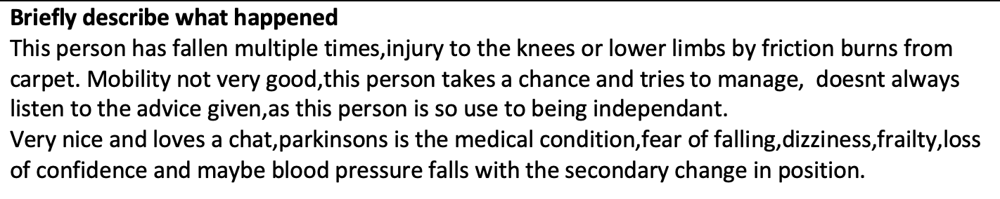 Briefly describe what happened
This person has fallen multiple times,injury to the knees or lower limbs by friction burns from
carpet. Mobility not very good,this person takes a chance and tries to manage,  doesnt always
listen to the advice given,as this person is so use to being independant.
Very nice and loves a chat,parkinsons is the medical condition,fear of falling,dizziness,frailty,loss
of confidence and maybe blood pressure falls with the secondary change in position.